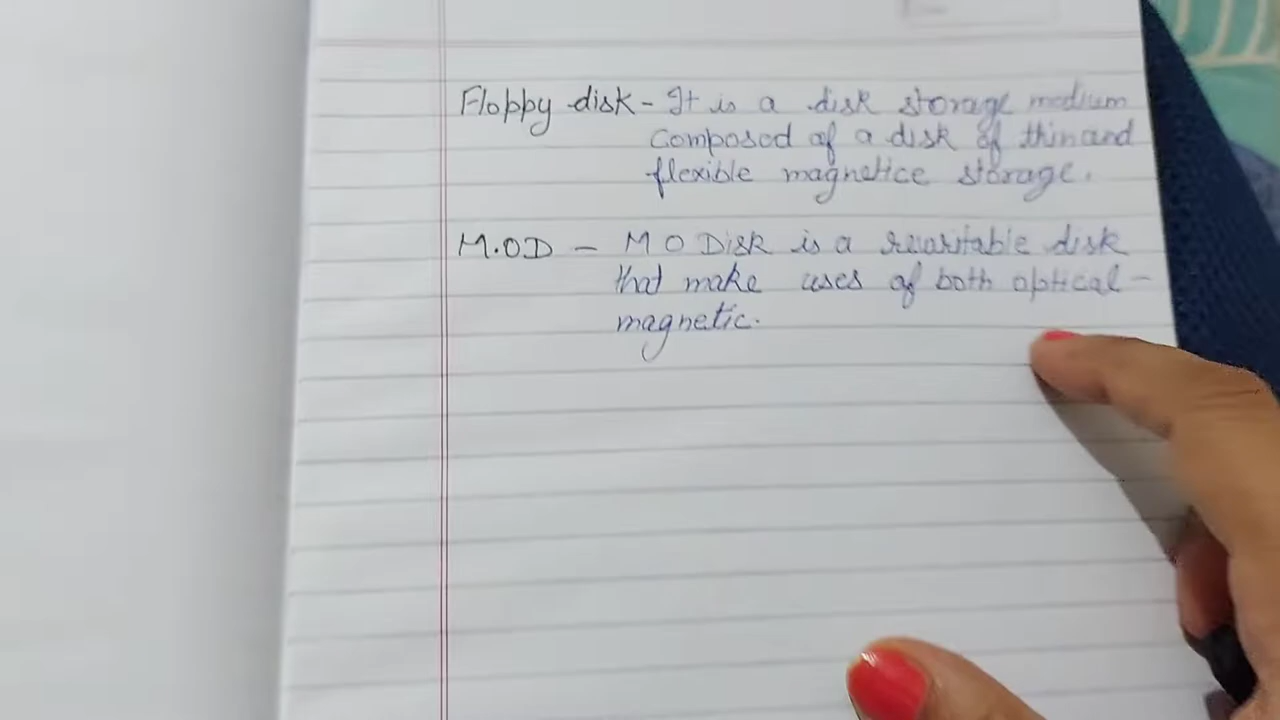 Floppy disk - It is a disk storage medium
composed of a disk of thin and
flexible magnetice storage.
M.OD - M O Disk is a rewritable disk
that make uses of both optical -
magnetic.